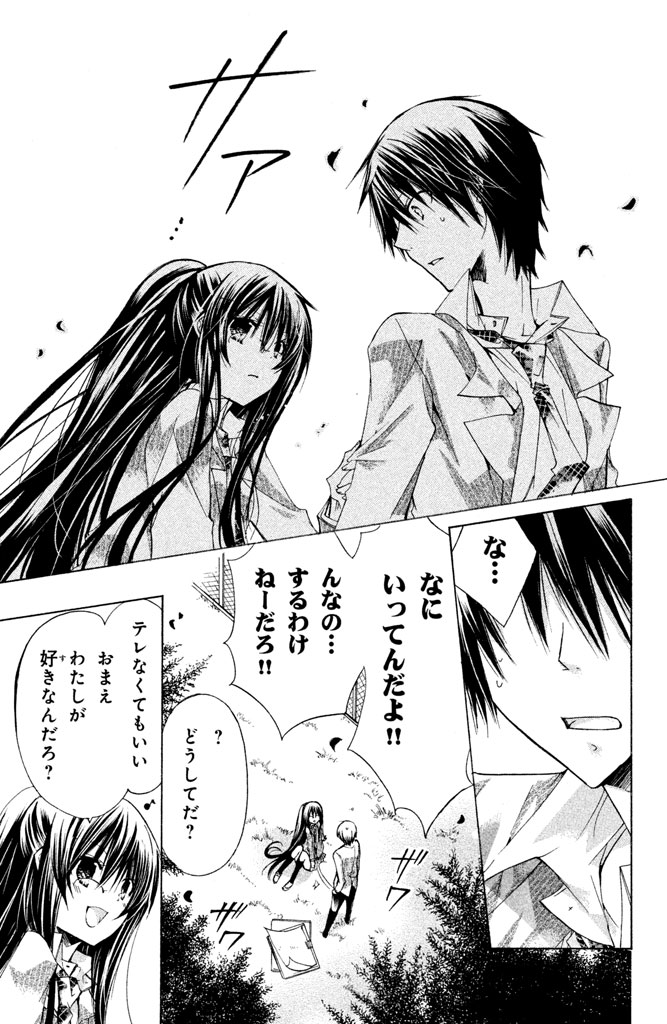 サァ
…
な…
なに
いってんだよ!!
んなの…
するわけ
ねーだろ!!
?
どうしてだ?
ザワ
ザワ
テレなくてもいい
おまえ
わたしが
好きなんだろ?
す
♪